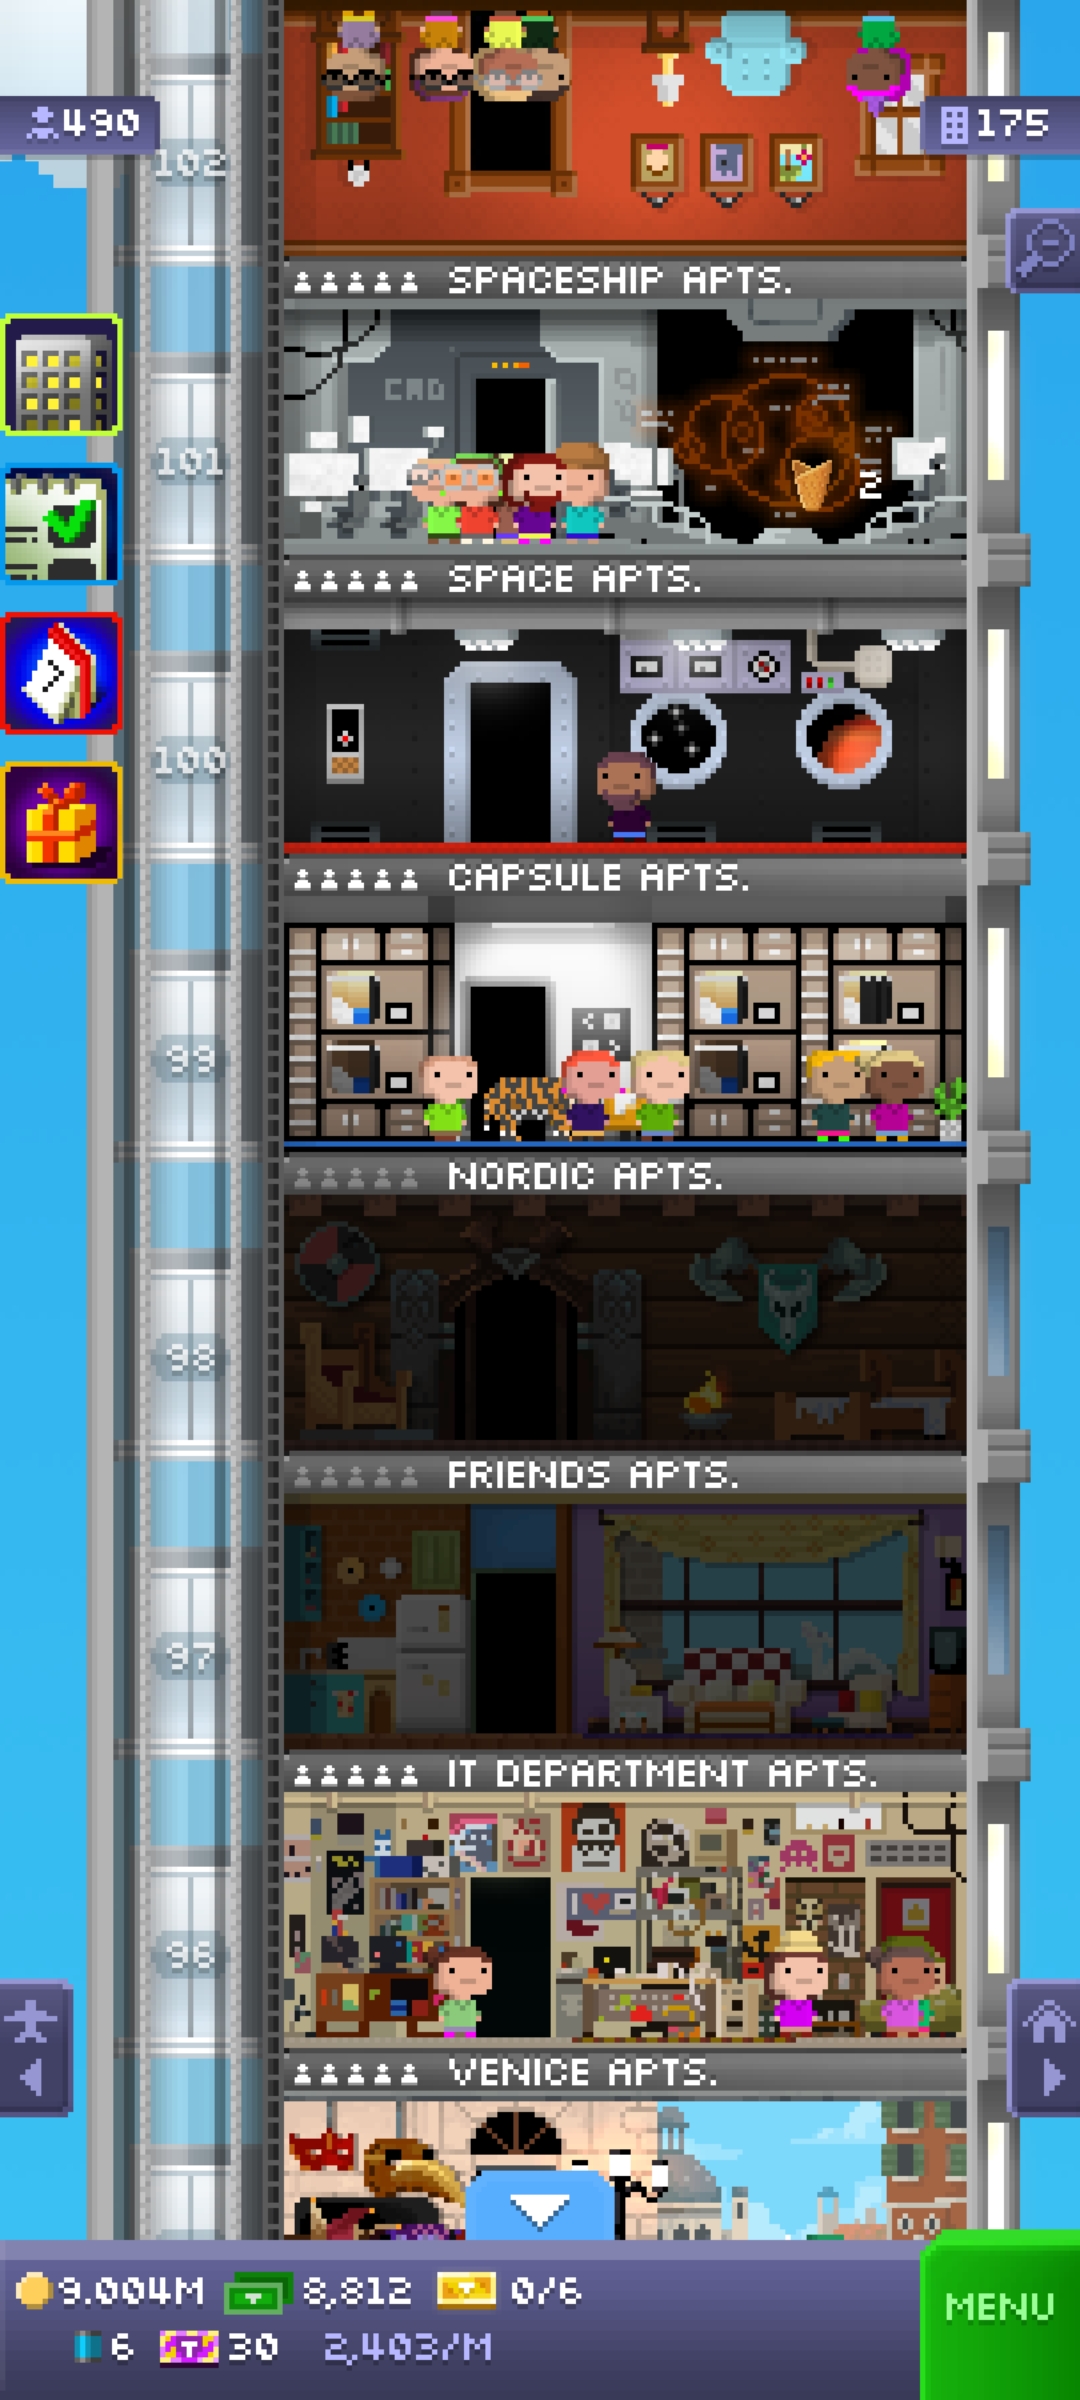 490
175
102
SPACESHIP APTS.
CAD
101
2
SPACE APTS.
100
CAPSULE APTS.
99
NORDIC APTS.
98
FRIENDS APTS.
97
IT DEPARTMENT APTS.
96
VENICE APTS.
9.004M 8,812 0/6
6 T 30 2,403/M
MENU